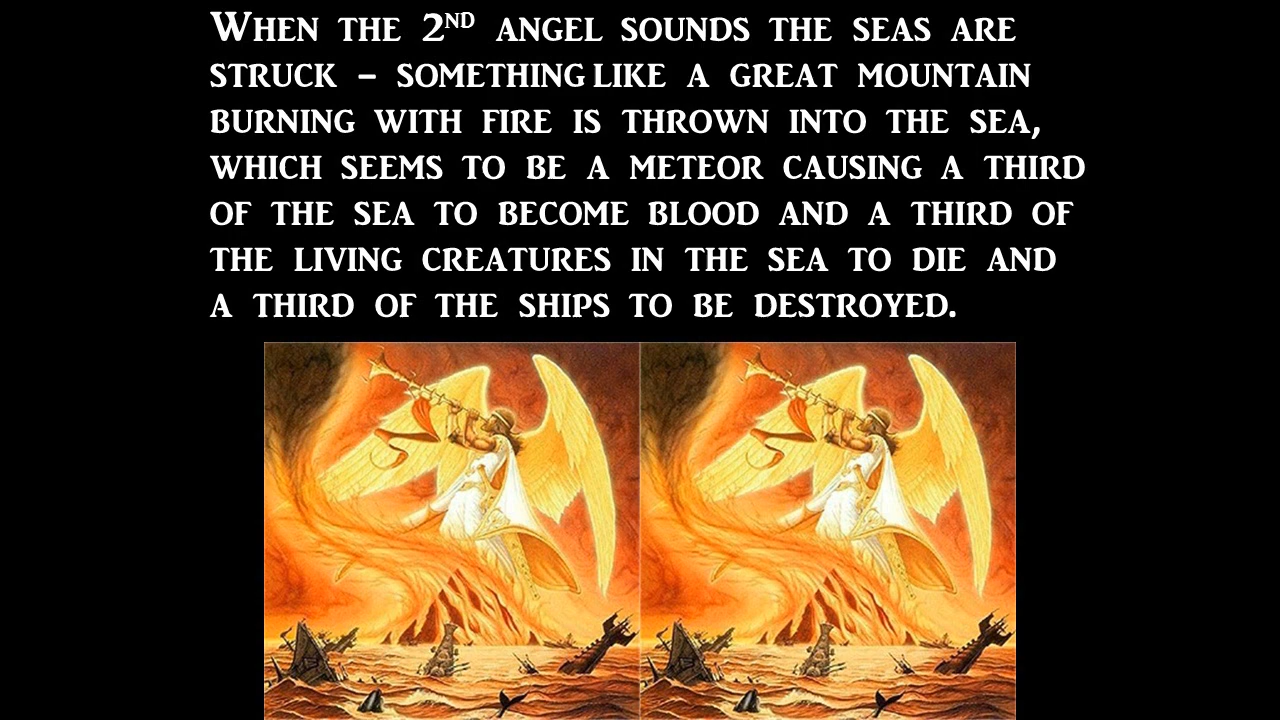 When the 2nd angel sounds the seas are
struck – something like a great mountain
burning with fire is thrown into the sea,
which seems to be a meteor causing a third
of the sea to become blood and a third of
the living creatures in the sea to die and
a third of the ships to be destroyed.